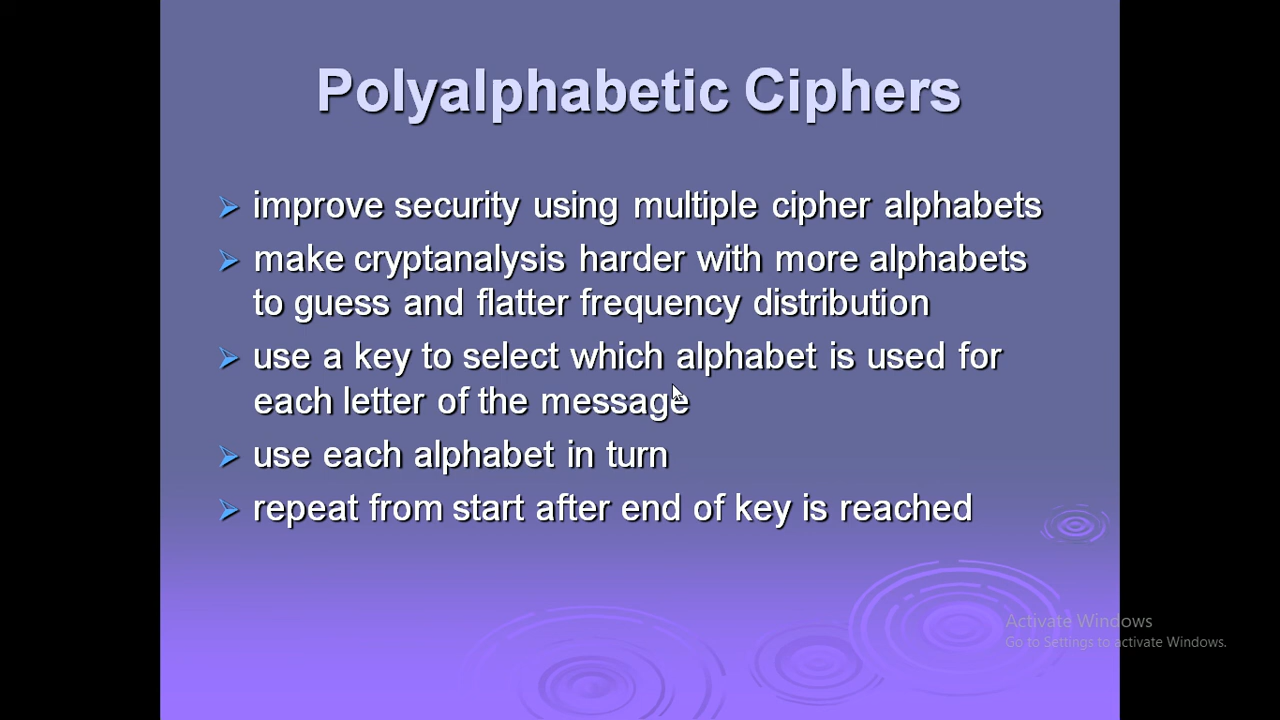 Polyalphabetic Ciphers
improve security using multiple cipher alphabets
make cryptanalysis harder with more alphabets
to guess and flatter frequency distribution
use a key to select which alphabet is used for
each letter of the message
use each alphabet in turn
repeat from start after end of key is reached
Activate Windows
Go to Settings to activate Windows.